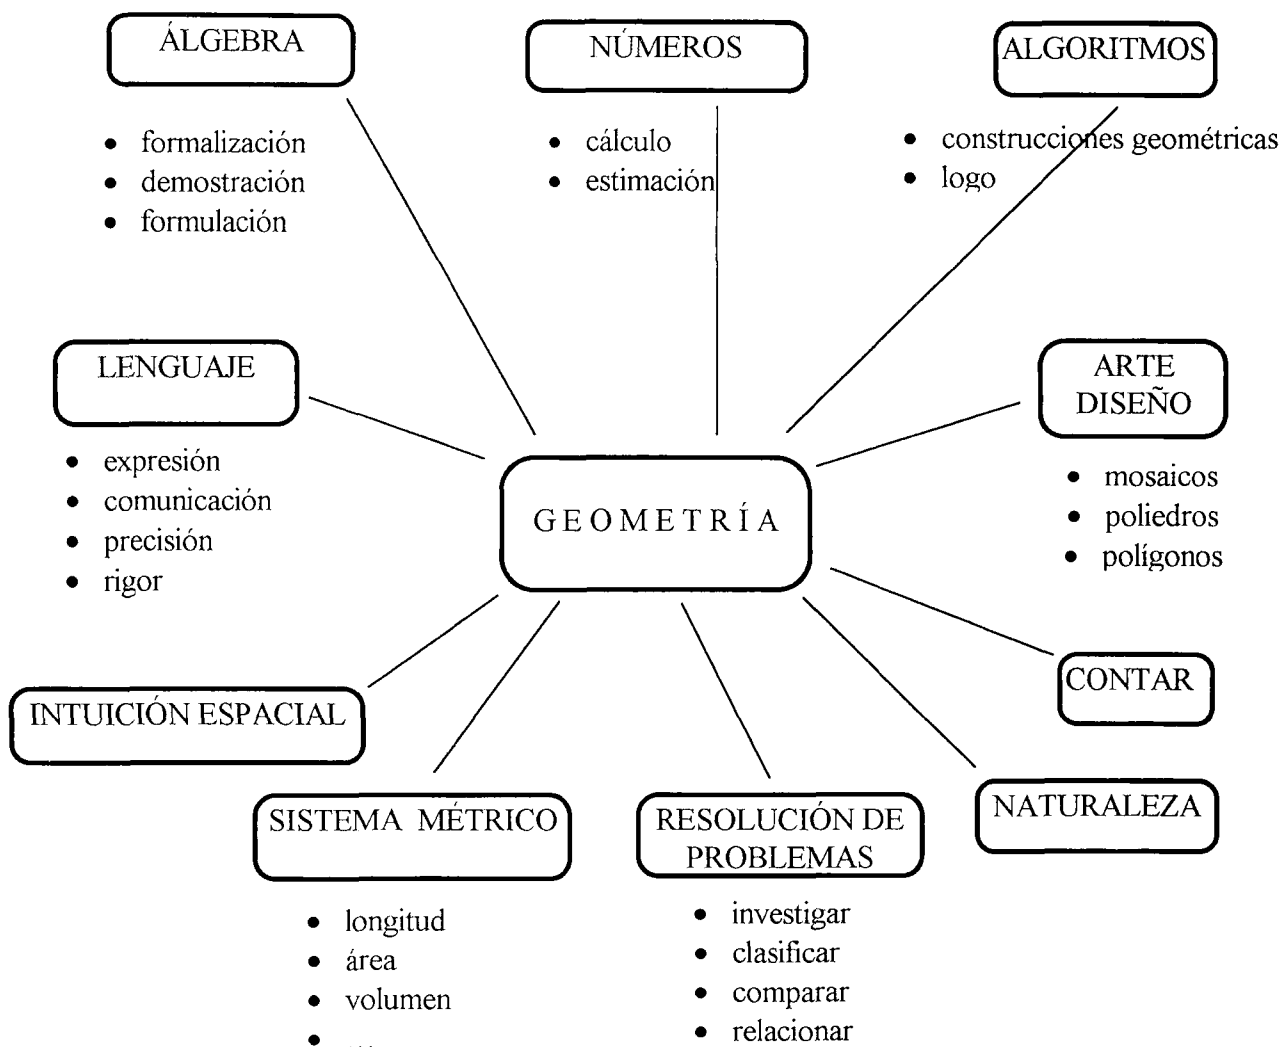 ÁLGEBRA
• formalización
• demostración
• formulación
NÚMEROS
• cálculo
• estimación
ALGORITMOS
• construcciones geométricas
• logo
LENGUAJE
• expresión
• comunicación
• precisión
• rigor
GEOMETRÍA
ARTE
DISEÑO
• mosaicos
• poliedros
• polígonos
INTUICIÓN ESPACIAL
CONTAR
SISTEMA MÉTRICO
• longitud
• área
• volumen
• ...
RESOLUCIÓN DE
PROBLEMAS
• investigar
• clasificar
• comparar
• relacionar
NATURALEZA